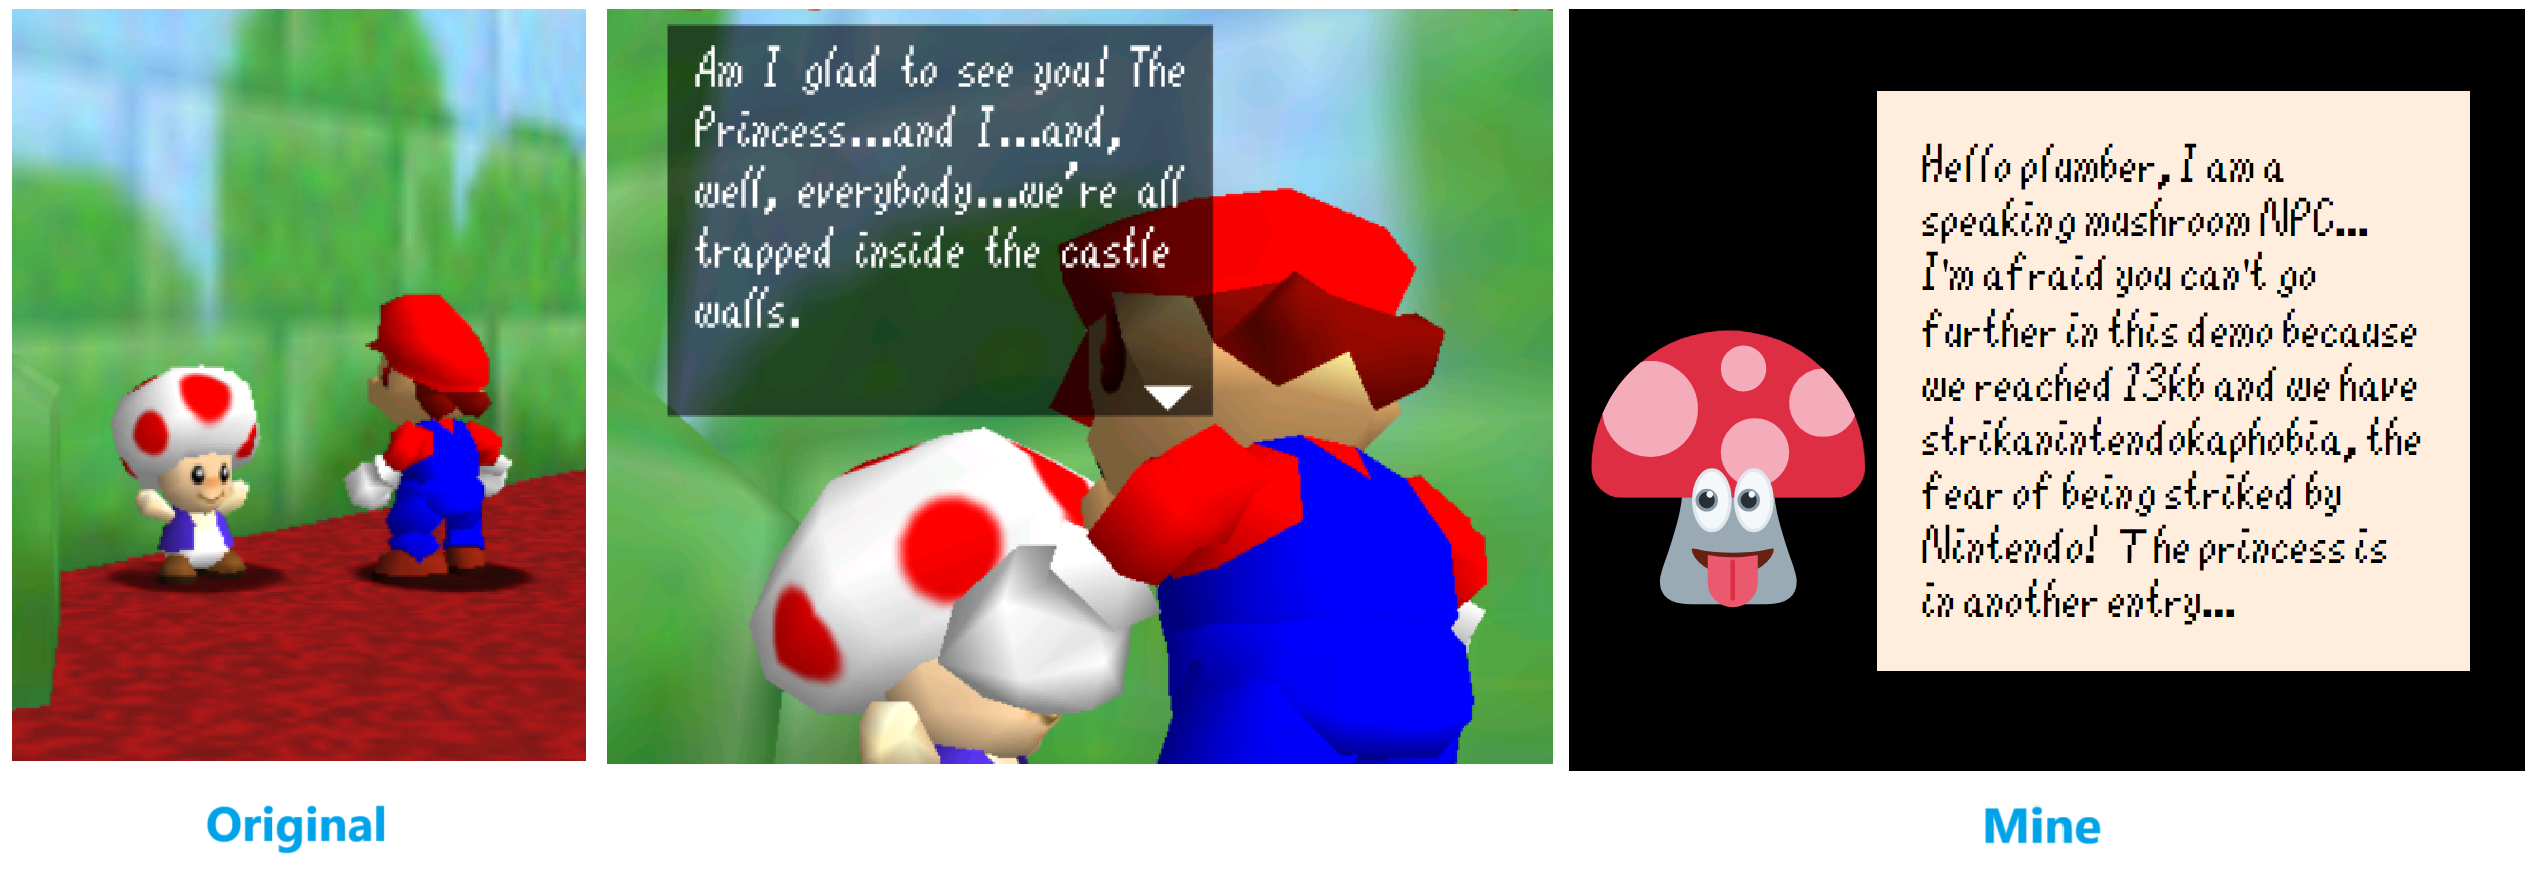 Am I glad to see you! The
Princess...and I...and,
well, everybody...we're all
trapped inside the castle
walls.
Hello plumber, I am a
speaking mushroom NPC...
I'm afraid you can't go
further in this demo because
we reached 13kb and we have
strikanintendokaphobia, the
fear of being striked by
Nintendo! The princess is
in another entry...
Original
Mine